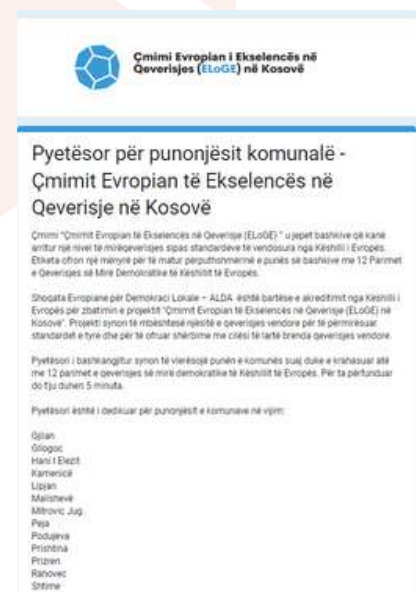 Çmimi Evropian i Ekselencës në
Qeverisjes (ELoGE) në Kosovë
Pyetësor për punonjësit komunalë -
Çmimit Evropian të Ekselencës në
Qeverisje në Kosovë
Çmimi "Çmimit Evropian të Ekselencës në Qeverisje (ELoGE) " u jepet bashkive që kanë
arritur një nivel të mirëqeverisjes sipas standardeve të vendosura nga Këshilli i Evropës.
Etiketa ofron një mënyrë për të matur përputhshmërinë e punës së bashkive me 12 Parimet
e Qeverisjes së Mirë Demokratike të Këshillit të Evropës.
Shoqata Evropiane për Demokraci Lokale – ALDA është bartëse e akreditimit nga Këshilli i
Evropës për zbatimin e projektit "Çmimit Evropian të Ekselencës në Qeverisje (ELoGE) në
Kosovë". Projekti synon të mbështesë njësitë e qeverisjes vendore për të përmirësuar
standardet e tyre dhe për të ofruar shërbime me cilësi të lartë brenda qeverisjes vendore.
Pyetësori i bashkangjitur synon të vlerësojë punën e komunës suaj duke e krahasuar atë
me 12 parimet e qeverisjes së mirë demokratike të Këshillit të Evropës. Për ta përfunduar
do t'ju duhen 5 minuta.
Pyetësori është i dedikuar për punonjësit e komunave në vijim:
Gjilan
Gllogoc
Hani I Elezit
Kamenicë
Lipjan
Malishevë
Mitrovic Jug
Peja
Podujeva
Prishtina
Prizren
Rahovec
Shtime